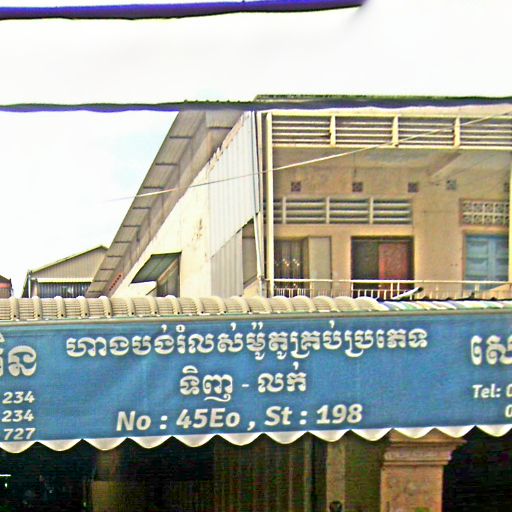 ហាងបង់រំលស់ម៉ូតូគ្រប់ប្រភេទ
ទិញ - លក់
No : 45Eo , St : 198
234
234
727
Tel: 0